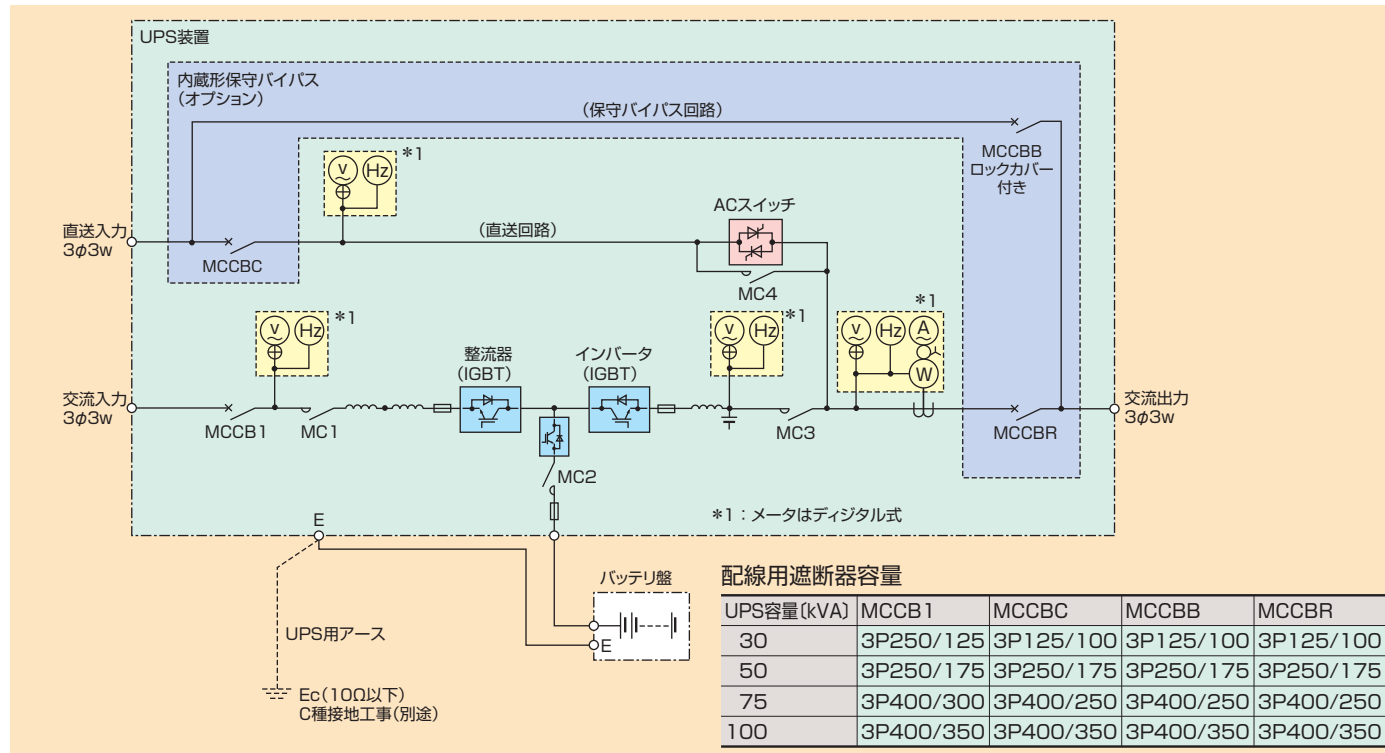 UPS装置
内蔵形保守バイパス
(オプション)
(保守バイパス回路)
MCCBB
ロックカバー
付き
*1
V
Hz
ACスイッチ
直送入力
3φ3w
(直送回路)
MCCBC
MC4
*1
V
Hz
*1
V
Hz
*1
V
Hz
A
W
整流器
(IGBT)
インバータ
(IGBT)
交流入力
3φ3w
交流出力
3φ3w
MCCB1
MC1
MC3
MCCBR
MC2
*1:メータはディジタル式
E
バッテリ盤
UPS用アース
E
Ec(10Ω以下)
C種接地工事(別途)
配線用遮断器容量
UPS容量〔kVA〕 MCCB1 MCCBC MCCBB MCCBR
30 3P250/125 3P125/100 3P125/100 3P125/100
50 3P250/175 3P250/175 3P250/175 3P250/175
75 3P400/300 3P400/250 3P400/250 3P400/250
100 3P400/350 3P400/350 3P400/350 3P400/350